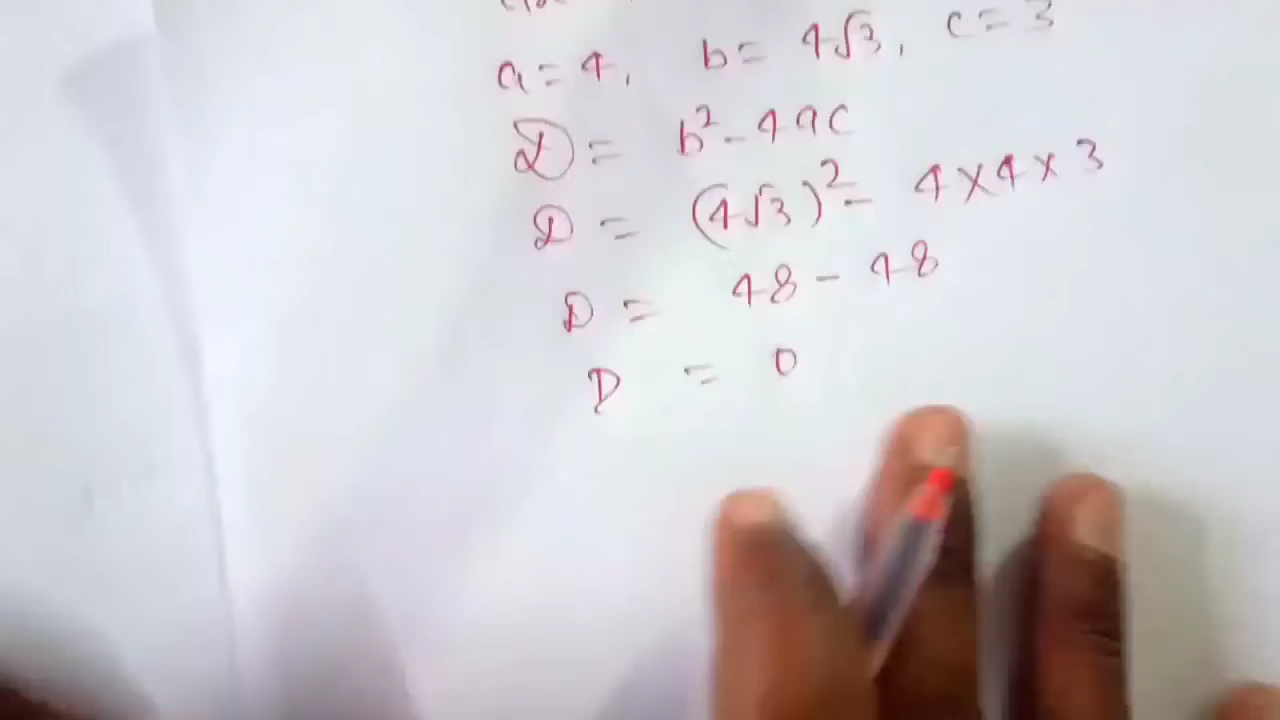 a = 4, b = 4√3, c = 3
D = b² - 4ac
D = (4√3)² - 4×4×3
D = 48 - 48
D = 0